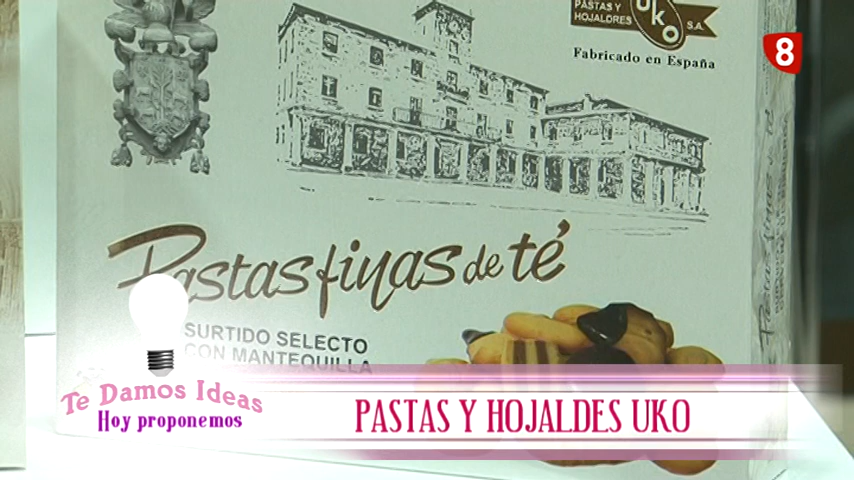 PASTAS Y
HOJALDRES
UKO
S.A.
Fabricado en España
8
Pastas finas de té
SURTIDO SELECTO
CON MANTEQUILLA
Te Damos Ideas
Hoy proponemos
PASTAS Y HOJALDES UKO